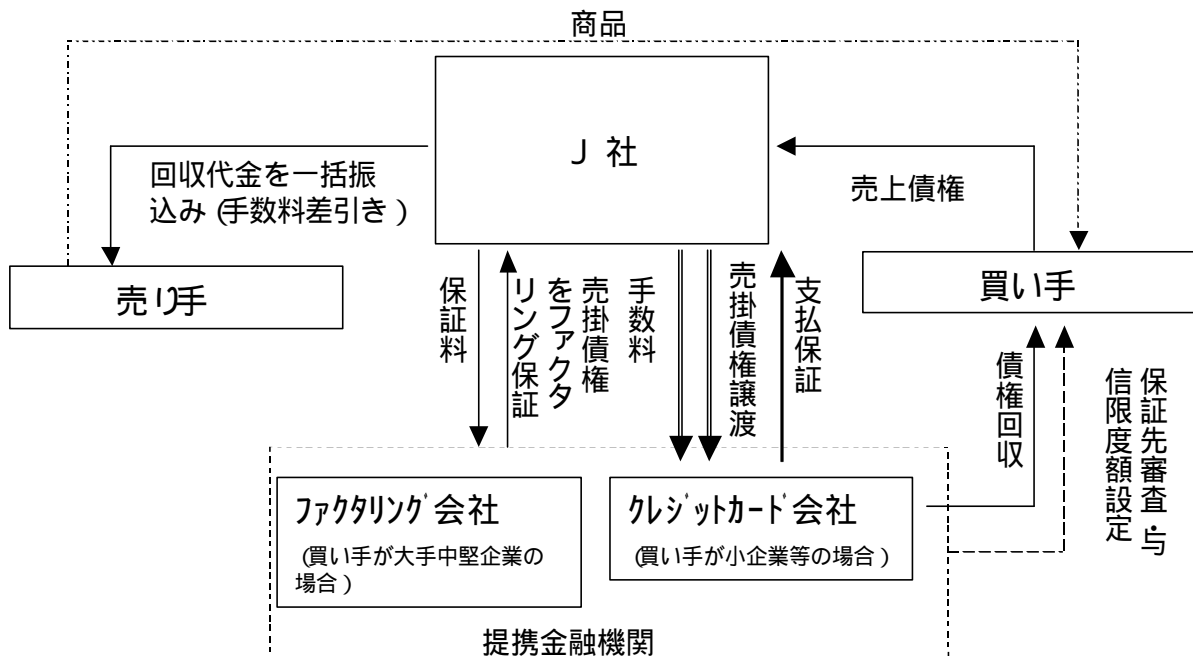 商品
J 社
回収代金を一括振
込み(手数料差引き)
売上債権
売り手
買い手
保証料
売掛債権
をファクタ
リング保証
手数料
売掛債権譲渡
支払保証
債権回収
保証先審査・与
信限度額設定
ファクタリング会社
(買い手が大手中堅企業の
場合)
クレジットカード会社
(買い手が小企業等の場合)
提携金融機関